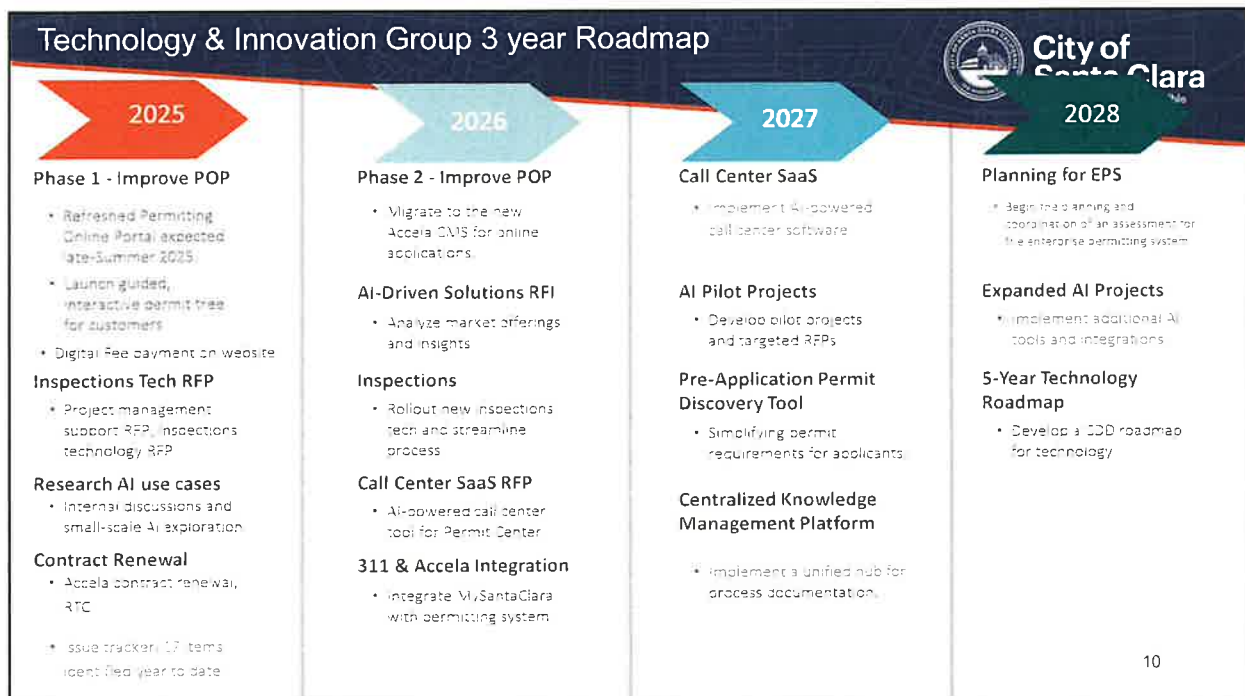 Technology & Innovation Group 3 year Roadmap
City of
Santa Clara
2025
Phase 1 - Improve POP
• Refreshed Permitting
Online Portal expected
late-Summer 2025
• Launch guided,
interactive permit tree
for customers
• Digital Fee payment on website
Inspections Tech RFP
• Project management
support RFP, Inspections
technology RFP
Research AI use cases
• Internal discussions and
small-scale AI exploration
Contract Renewal
• Accela contract renewal,
RTC
• Issue tracker: 17 items
identified year to date
2026
Phase 2 - Improve POP
• Migrate to the new
Accela CMS for online
applications.
AI-Driven Solutions RFI
• Analyze market offerings
and insights
Inspections
• Rollout new inspections
tech and streamline
process
Call Center SaaS RFP
• AI-powered call center
tool for Permit Center
311 & Accela Integration
• Integrate MySantaClara
with permitting system
2027
Call Center SaaS
• Implement AI-powered
call center software
AI Pilot Projects
• Develop pilot projects
and targeted RFPs
Pre-Application Permit
Discovery Tool
• Simplifying permit
requirements for applicants.
Centralized Knowledge
Management Platform
• Implement a unified hub for
process documentation.
2028
Planning for EPS
• Begin the planning and
coordination of an assessment for
the enterprise permitting system
Expanded AI Projects
• Implement additional AI
tools and integrations
5-Year Technology
Roadmap
• Develop a CDD roadmap
for technology
10